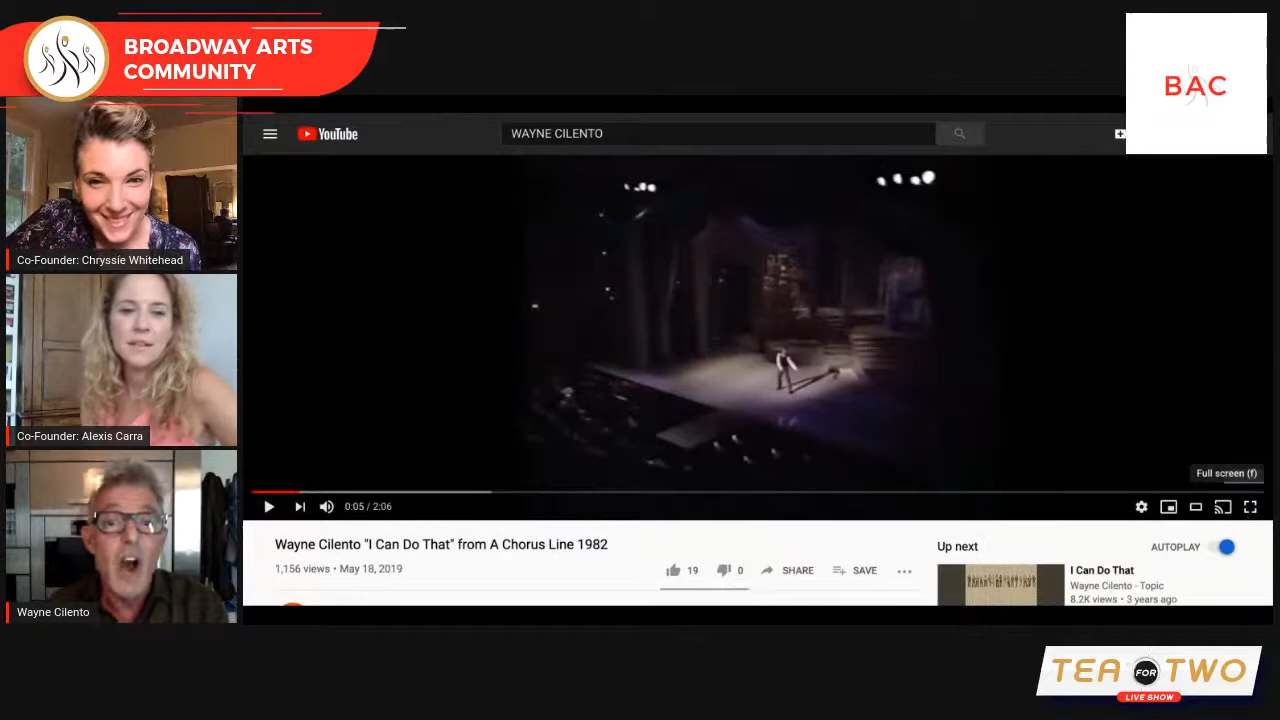 BROADWAY ARTS
COMMUNITY
BAC
YouTube
WAYNE CILENTO
Co-Founder: Chryssíe Whitehead
Co-Founder: Alexis Carra
Wayne Cilento
Full screen (f)
0:05 / 2:06
Wayne Cilento "I Can Do That" from A Chorus Line 1982
1,156 views • May 18, 2019
19
0
SHARE
SAVE
Up next
AUTOPLAY
I Can Do That
Wayne Cilento - Topic
8.2K views • 3 years ago
TEA FOR TWO
LIVE SHOW